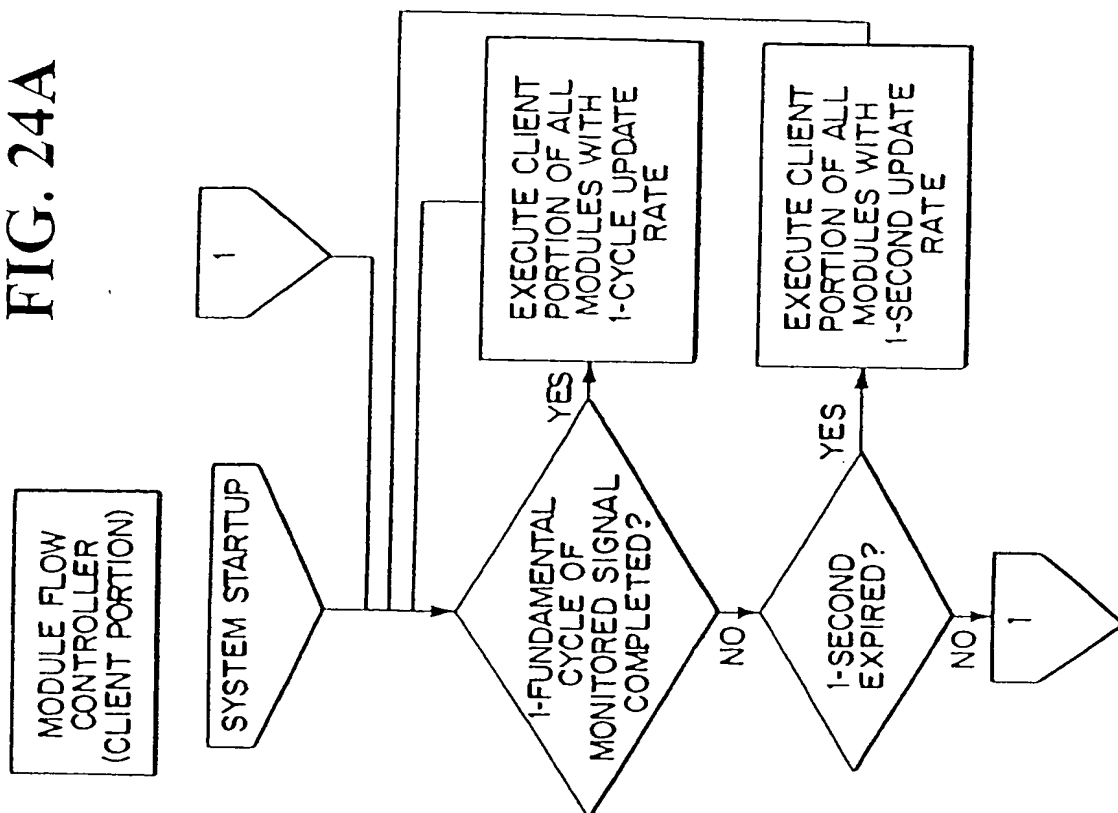 FIG. 24A
MODULE FLOW
CONTROLLER
(CLIENT PORTION)
SYSTEM STARTUP
1
1-FUNDAMENTAL
CYCLE OF
MONITORED SIGNAL
COMPLETED?
YES
EXECUTE CLIENT
PORTION OF ALL
MODULES WITH
1-CYCLE UPDATE
RATE
NO
1-SECOND
EXPIRED?
YES
EXECUTE CLIENT
PORTION OF ALL
MODULES WITH
1-SECOND UPDATE
RATE
NO
1